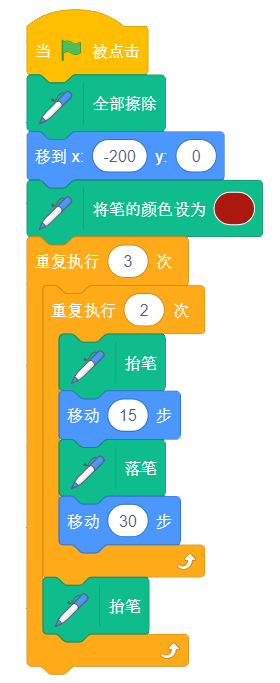 当 被点击
全部擦除
移到 x: -200 y: 0
将笔的颜色设为
重复执行 3 次
重复执行 2 次
抬笔
移动 15 步
落笔
移动 30 步
抬笔